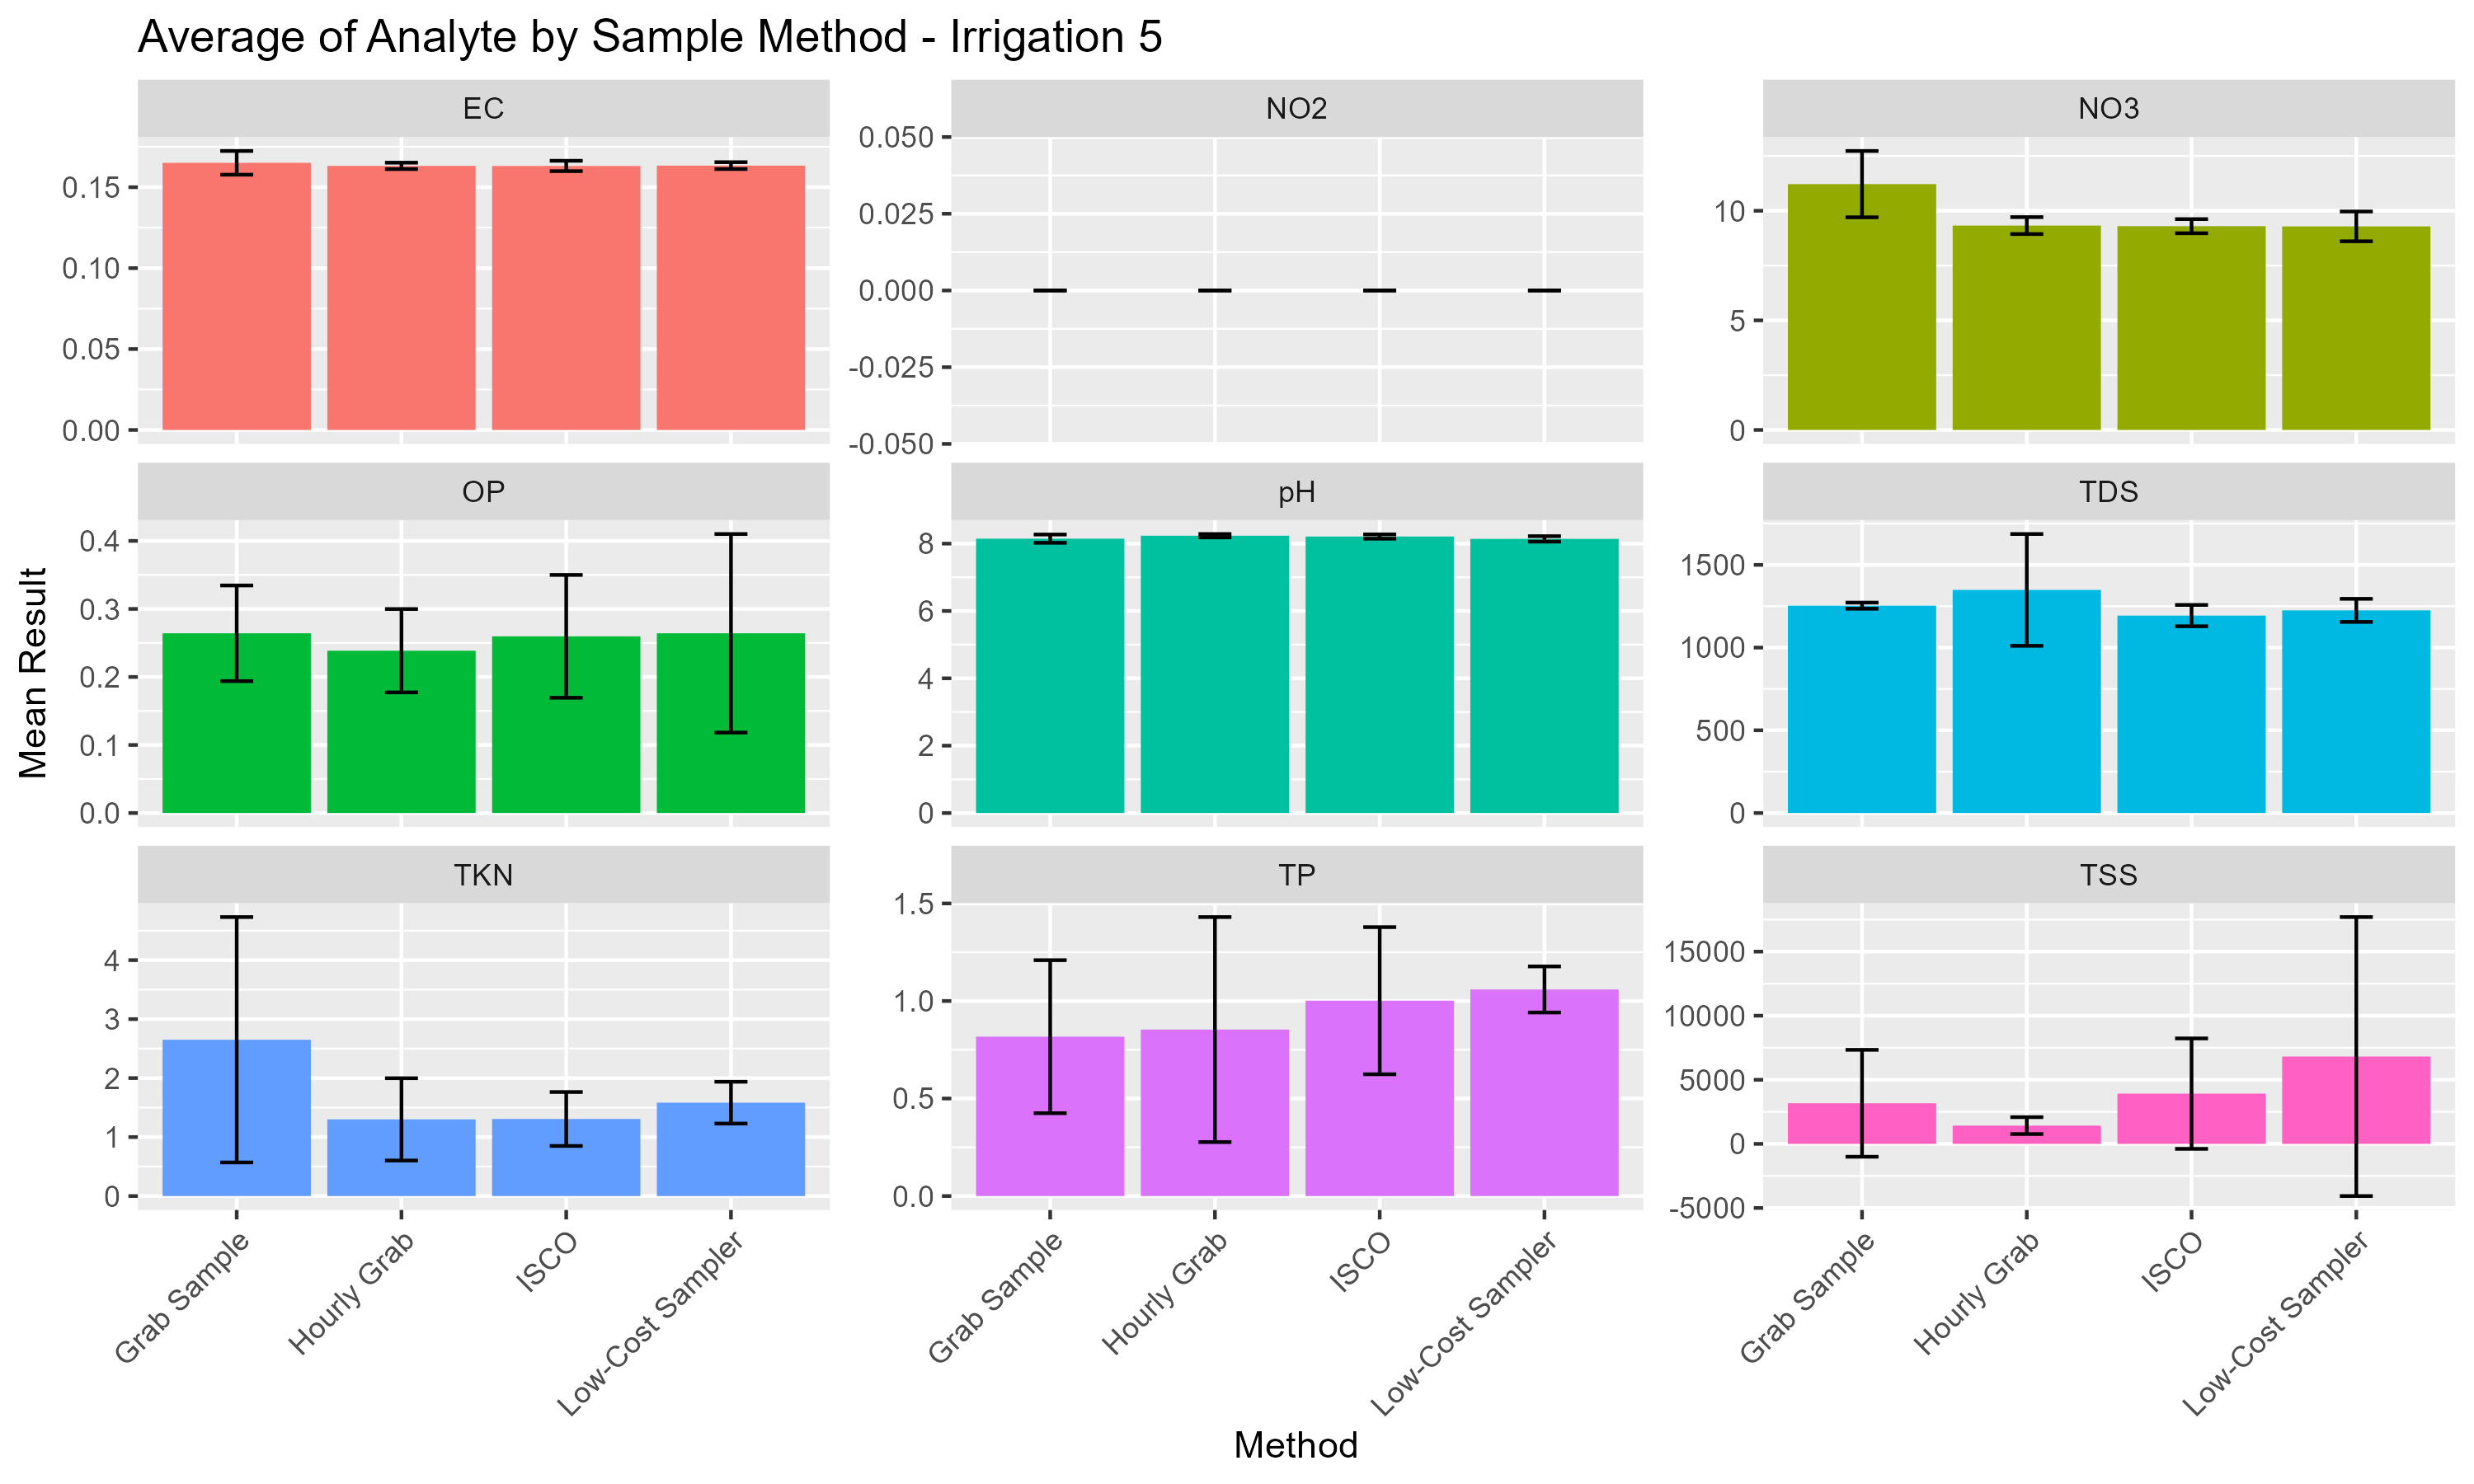 Average of Analyte by Sample Method - Irrigation 5
EC
NO2
NO3
0.15
0.10
0.05
0.00
0.050
0.025
0.000
-0.025
-0.050
10
5
0
OP
pH
TDS
0.4
0.3
0.2
0.1
0.0
8
6
4
2
0
1500
1000
500
0
TKN
TP
TSS
4
3
2
1
0
1.5
1.0
0.5
0.0
15000
10000
5000
0
-5000
Mean Result
Grab Sample
Hourly Grab
ISCO
Low-Cost Sampler
Grab Sample
Hourly Grab
ISCO
Low-Cost Sampler
Grab Sample
Hourly Grab
ISCO
Low-Cost Sampler
Method